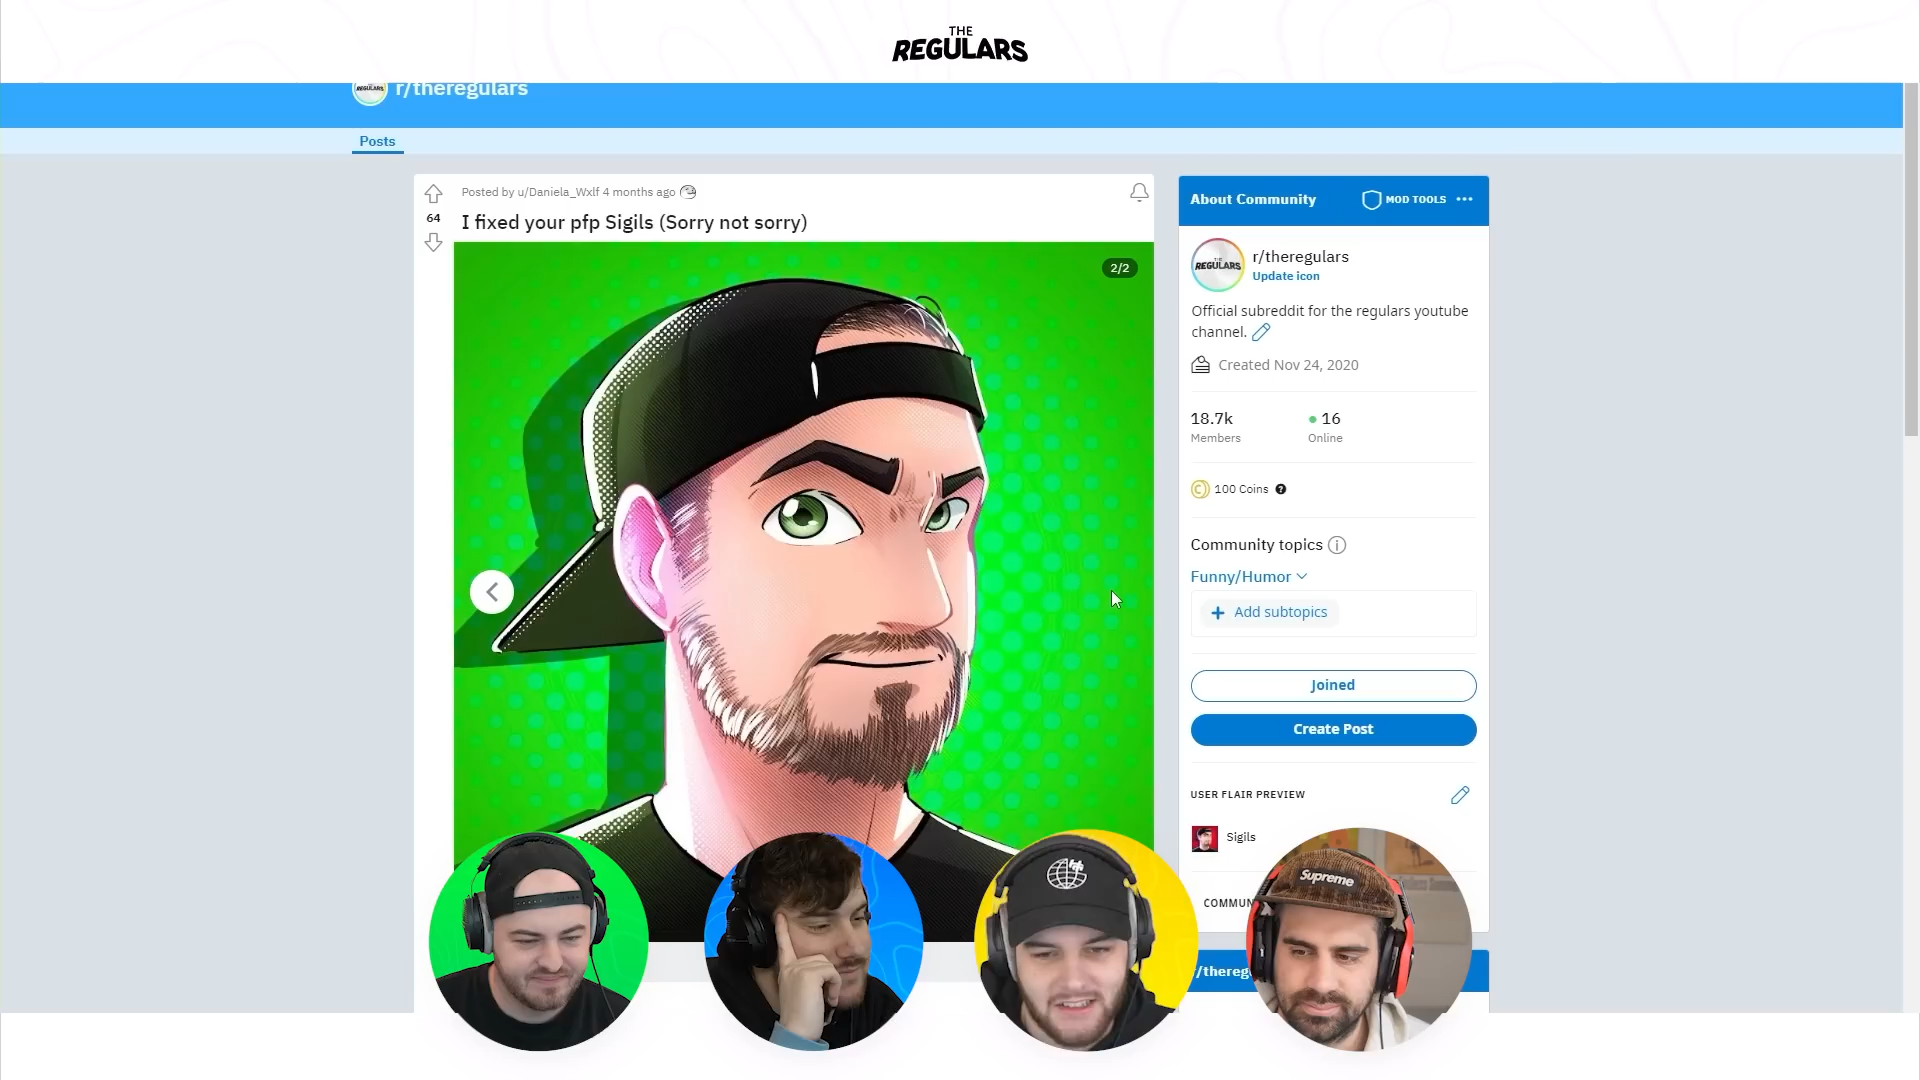 THE
REGULARS
REGULARS
r/theregulars
Posts
Posted by u/Daniela_Wxlf 4 months ago
64
I fixed your pfp Sigils (Sorry not sorry)
2/2
About Community
MOD TOOLS
REGULARS
r/theregulars
Update icon
Official subreddit for the regulars youtube
channel.
Created Nov 24, 2020
18.7k
16
Members
Online
100 Coins
Community topics
Funny/Humor
Add subtopics
Joined
Create Post
USER FLAIR PREVIEW
Sigils
COMMUN
r/thereg
Supreme